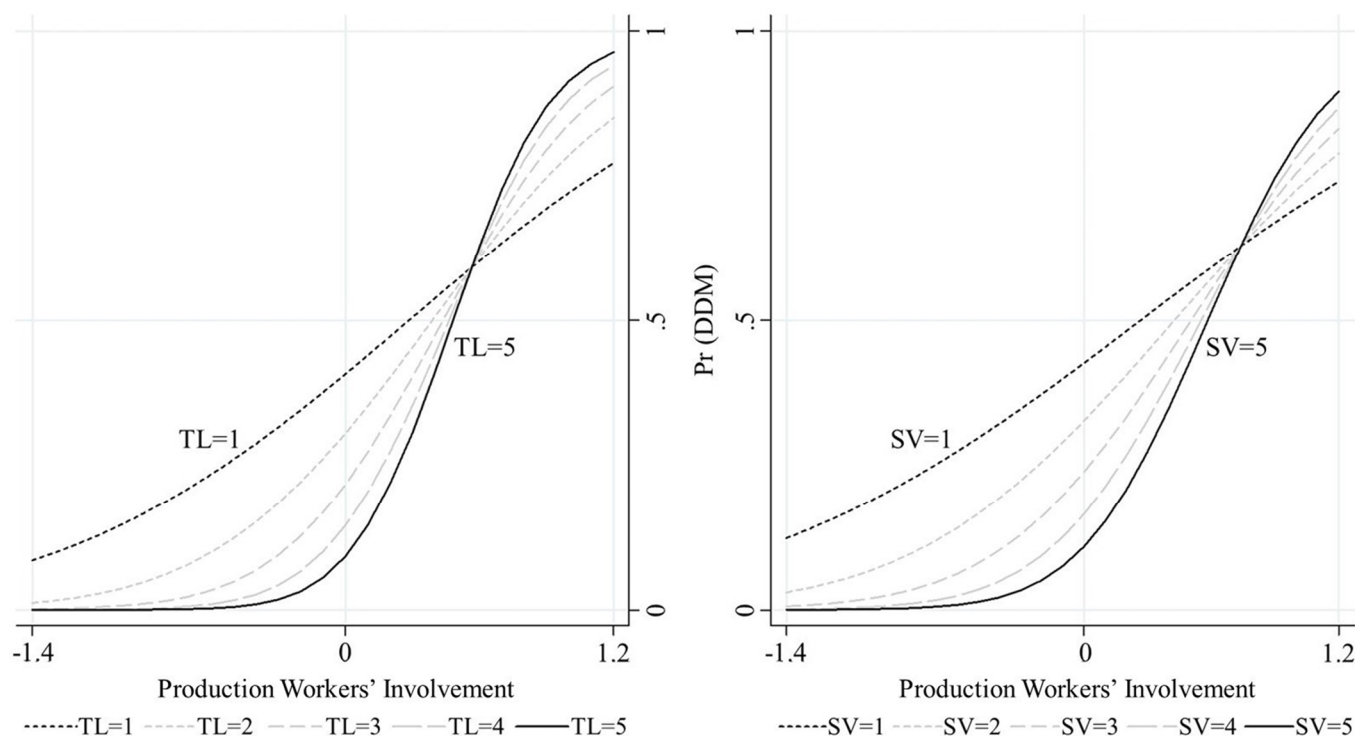 1
.5
0
TL=1
TL=5
-1.4 0 1.2
Production Workers’ Involvement
TL=1 TL=2 TL=3 TL=4 TL=5
Pr (DDM)
1
.5
0
SV=1
SV=5
-1.4 0 1.2
Production Workers’ Involvement
SV=1 SV=2 SV=3 SV=4 SV=5